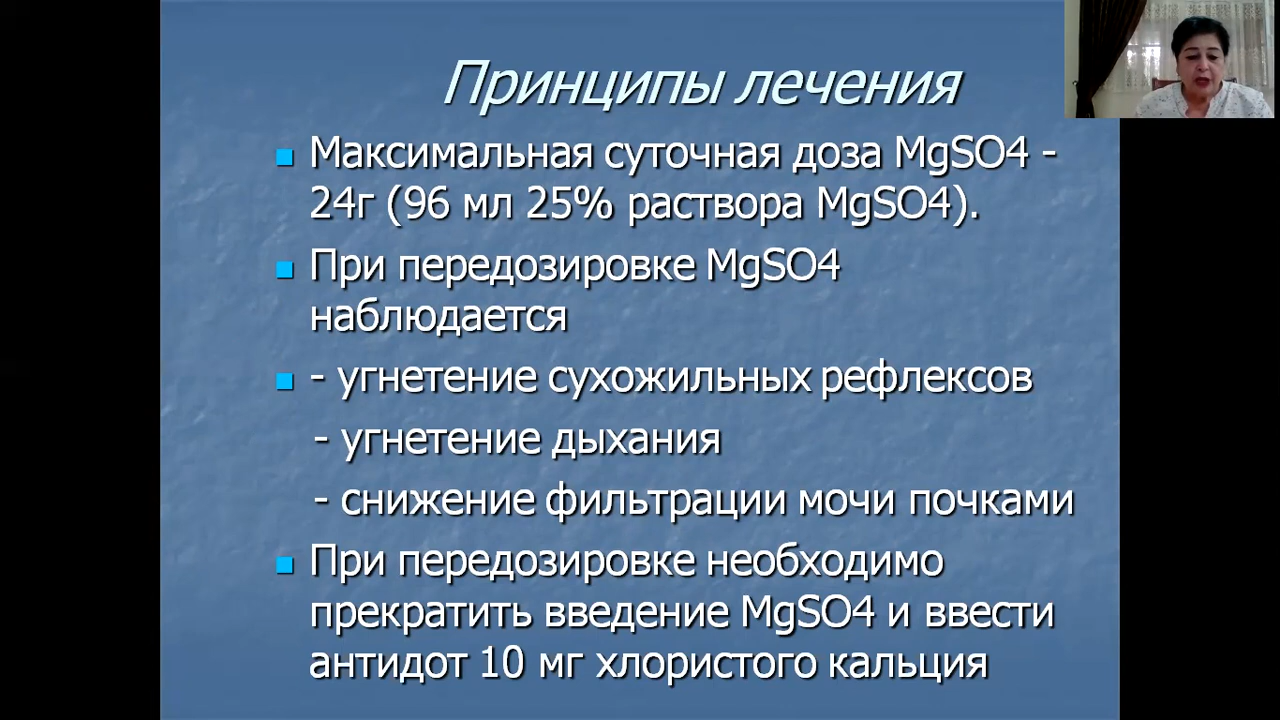 Принципы лечения
Максимальная суточная доза MgSO4 -
24г (96 мл 25% раствора MgSO4).
При передозировке MgSO4
наблюдается
- угнетение сухожильных рефлексов
- угнетение дыхания
- снижение фильтрации мочи почками
При передозировке необходимо
прекратить введение MgSO4 и ввести
антидот 10 мг хлористого кальция